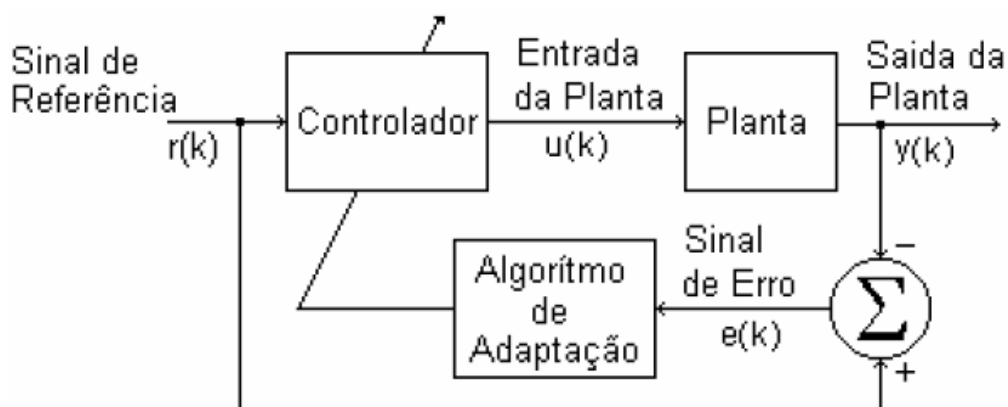 Sinal de
Referência
r(k)
Controlador
Entrada
da Planta
u(k)
Planta
Saida da
Planta
y(k)
Algorítmo
de
Adaptação
Sinal
de Erro
e(k)
−
Σ
+